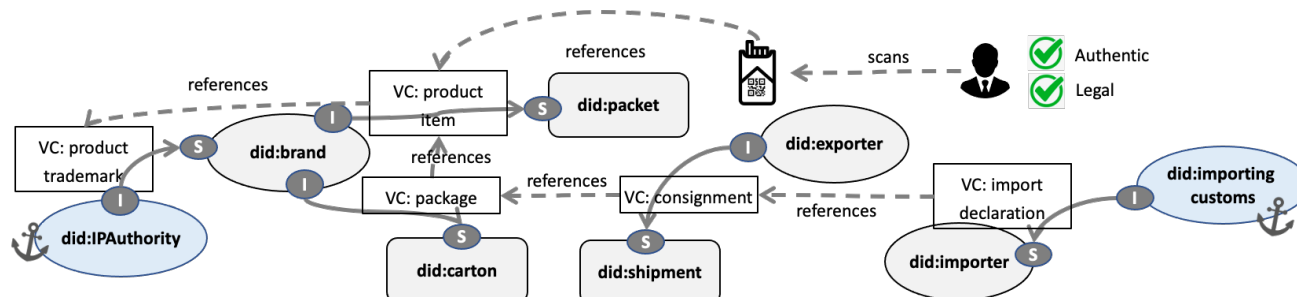 references
references
scans
Authentic
Legal
VC: product
item
I
S
did:packet
VC: product
trademark
S
did:brand
I
references
I
did:exporter
VC: package
references
VC: consignment
references
VC: import
declaration
I
did:importing
customs
I
did:IPAuthority
S
did:carton
S
did:shipment
did:importer
S